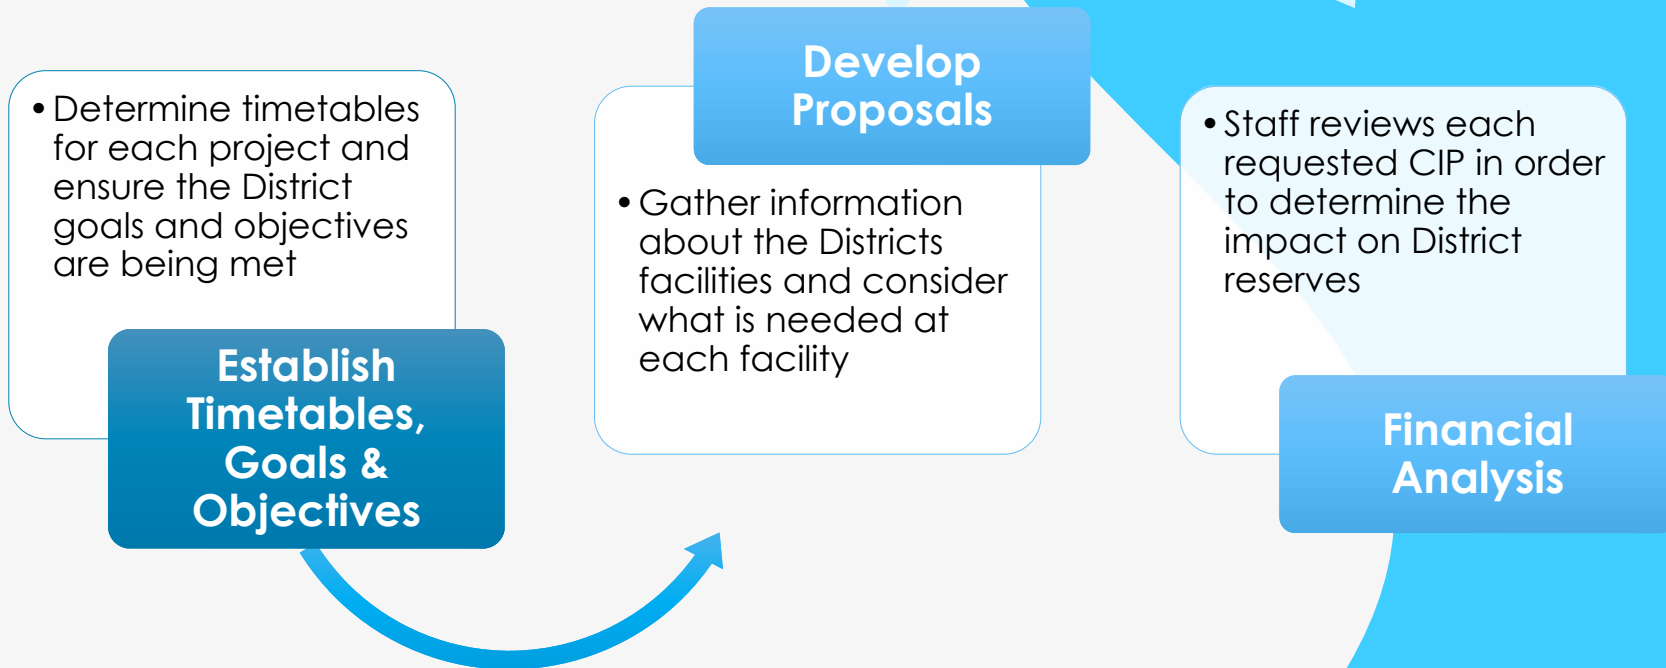 • Determine timetables
for each project and
ensure the District
goals and objectives
are being met
Establish
Timetables,
Goals &
Objectives
Develop
Proposals
• Gather information
about the Districts
facilities and consider
what is needed at
each facility
• Staff reviews each
requested CIP in order
to determine the
impact on District
reserves
Financial
Analysis